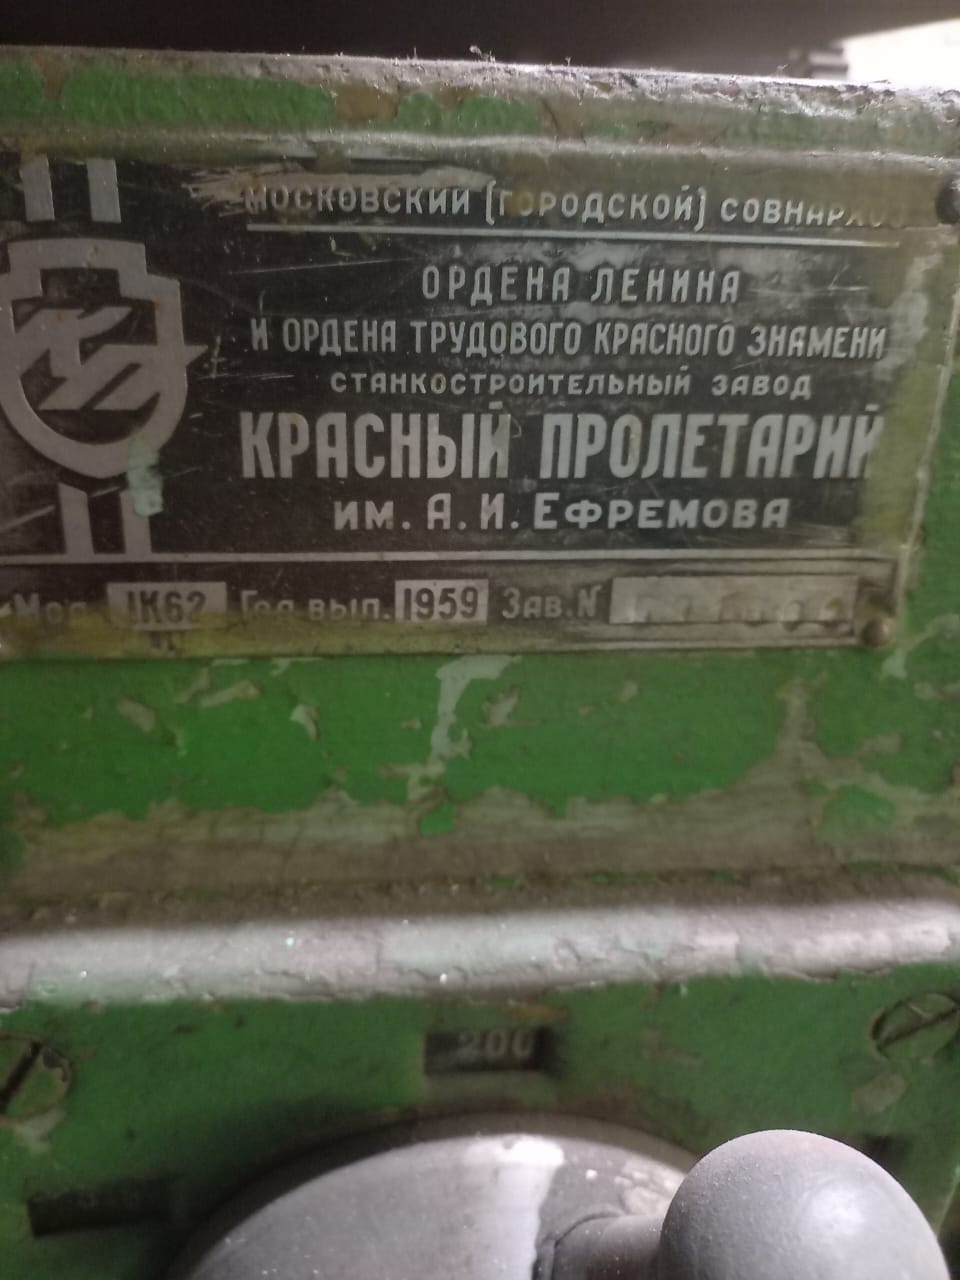 МОСКОВСКИЙ (ГОРОДСКОЙ) СОВНАРХОЗ
ОРДЕНА ЛЕНИНА
И ОРДЕНА ТРУДОВОГО КРАСНОГО ЗНАМЕНИ
СТАНКОСТРОИТЕЛЬНЫЙ ЗАВОД
КРАСНЫЙ ПРОЛЕТАРИЙ
ИМ. А. И. ЕФРЕМОВА
Мод. 1К62 Год вып. 1959 Зав. №
200